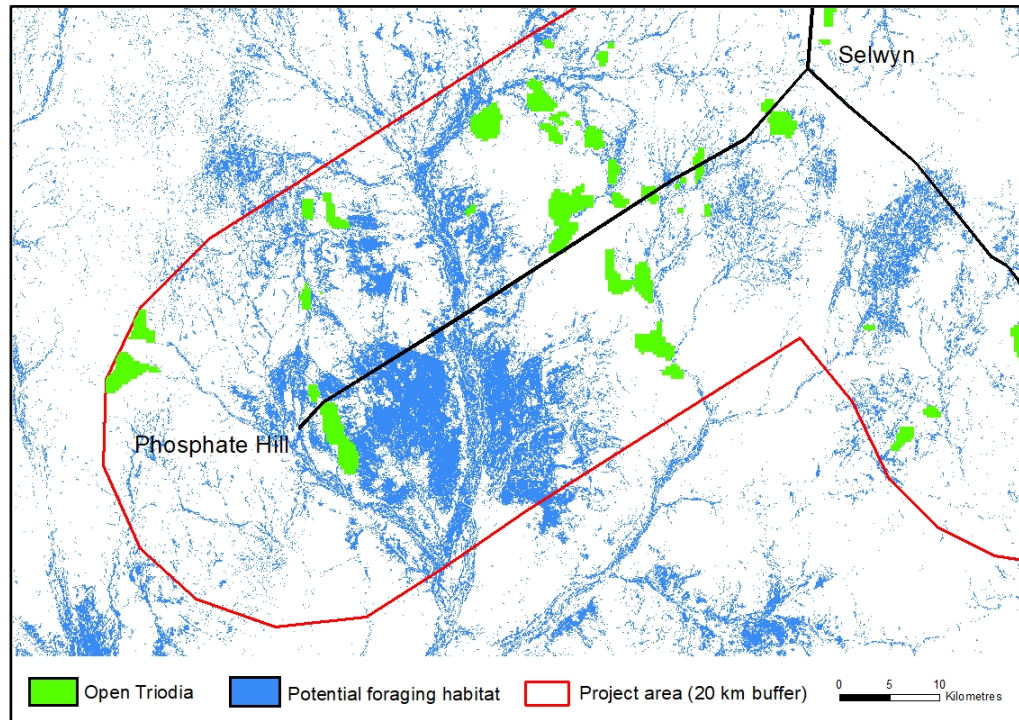 Selwyn
Phosphate Hill
Open Triodia
Potential foraging habitat
Project area (20 km buffer)
0 5 10
Kilometres